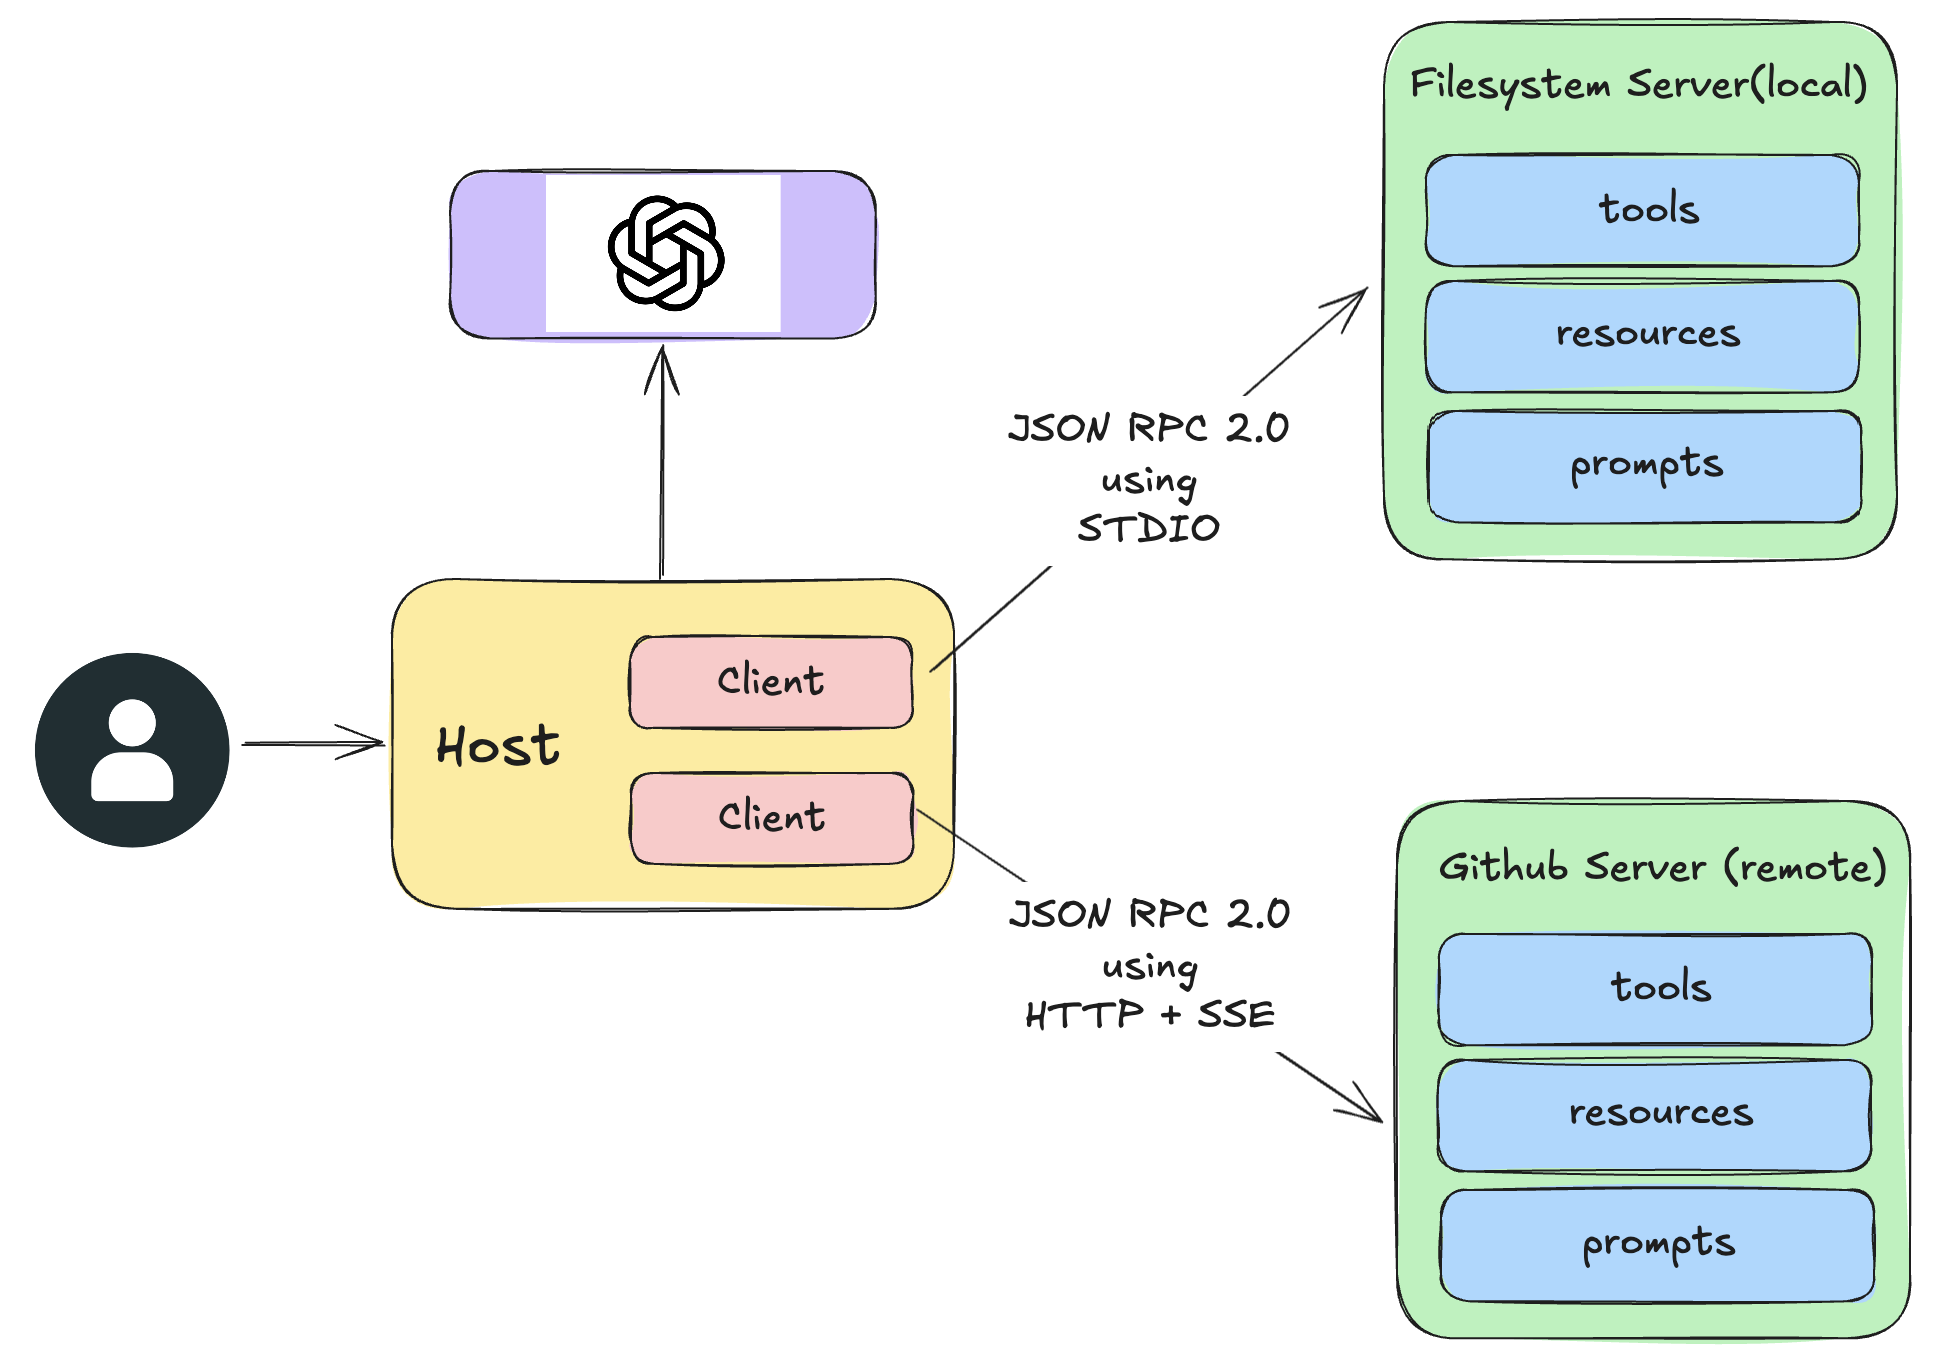 Filesystem Server(local)
tools
resources
prompts
JSON RPC 2.0
using
STDIO
Host
Client
Client
JSON RPC 2.0
using
HTTP + SSE
Github Server (remote)
tools
resources
prompts